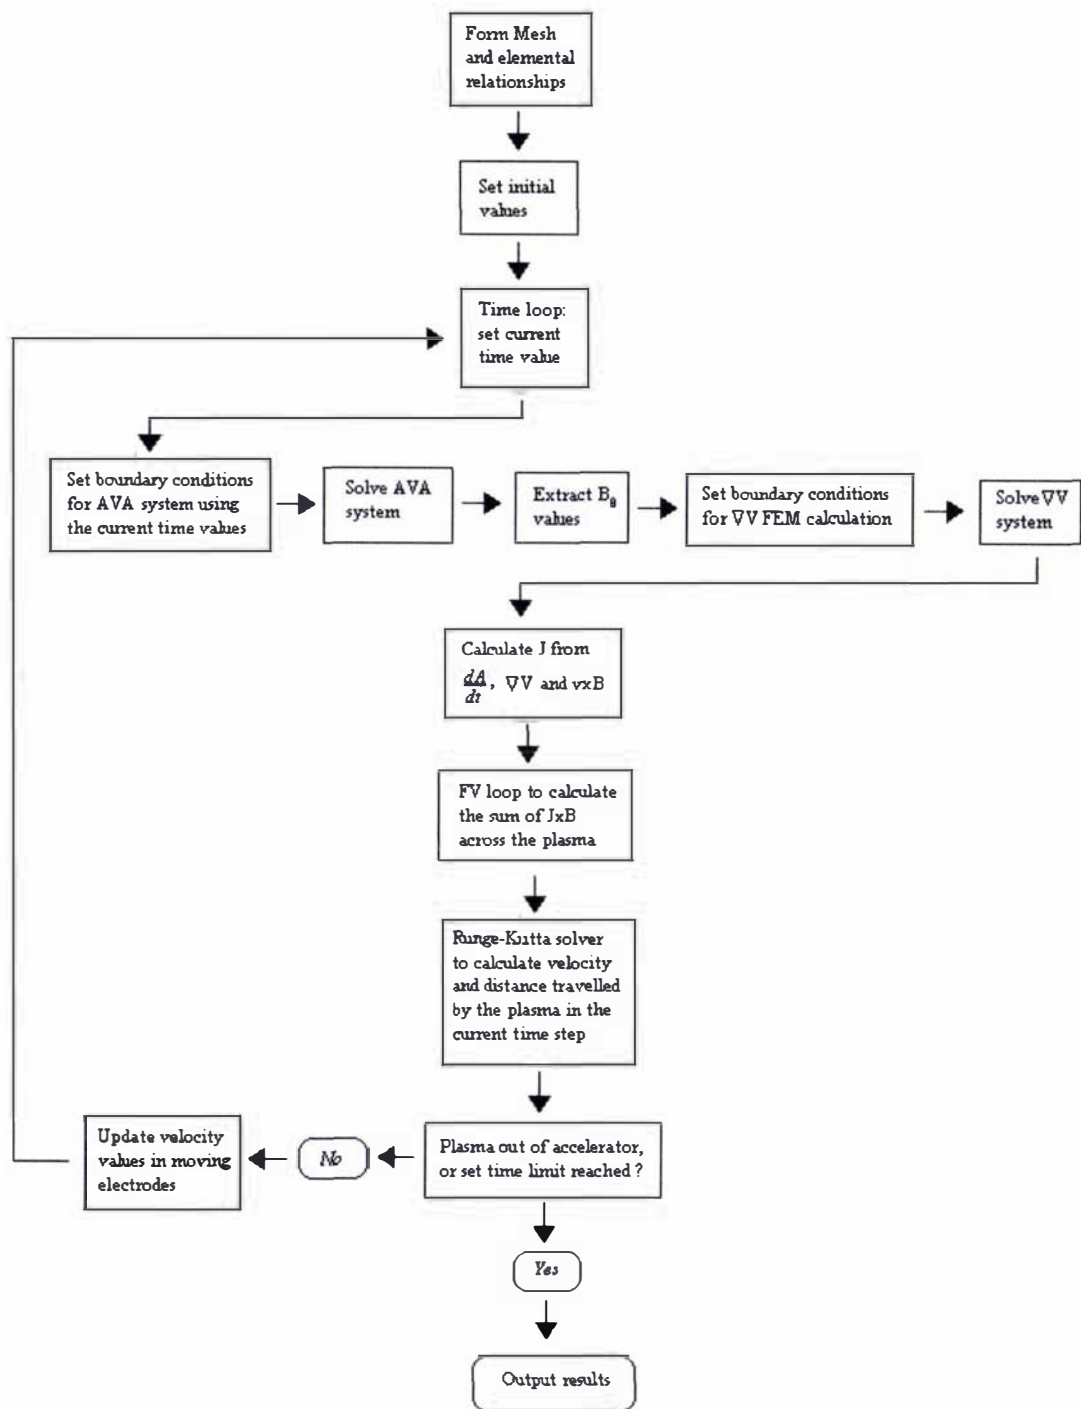 Form Mesh
and elemental
relationships
Set initial
values
Time loop:
set current
time value
Set boundary conditions
for AVA system using
the current time values
Solve AVA
system
Extract Bθ
values
Set boundary conditions
for ∇V FEM calculation
Solve ∇V
system
Calculate J from
dA/dt, ∇V and vxB
FV loop to calculate
the sum of JxB
across the plasma
Runge-Kutta solver
to calculate velocity
and distance travelled
by the plasma in the
current time step
Plasma out of accelerator,
or set time limit reached ?
No
Update velocity
values in moving
electrodes
Yes
Output results